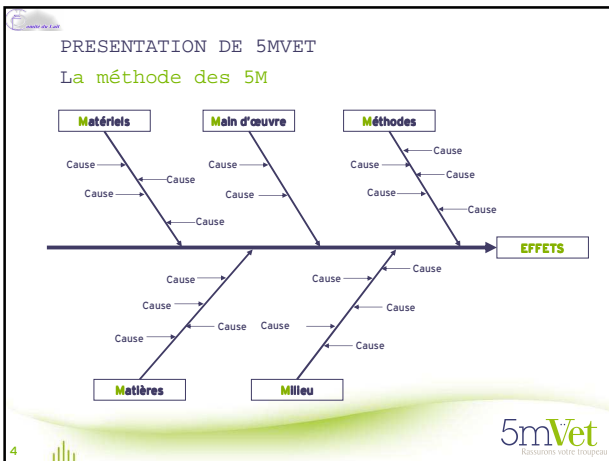 PRESENTATION DE 5MVET
La méthode des 5M
Matériels
Main d'œuvre
Méthodes
Cause
Cause
Cause
Cause
Cause
Cause
Cause
Cause
Cause
Cause
Cause
EFFETS
Cause
Cause
Cause
Cause
Cause
Cause
Cause
Cause
Cause
Matières
Milieu
4
5mVet
Rassurons votre troupeau